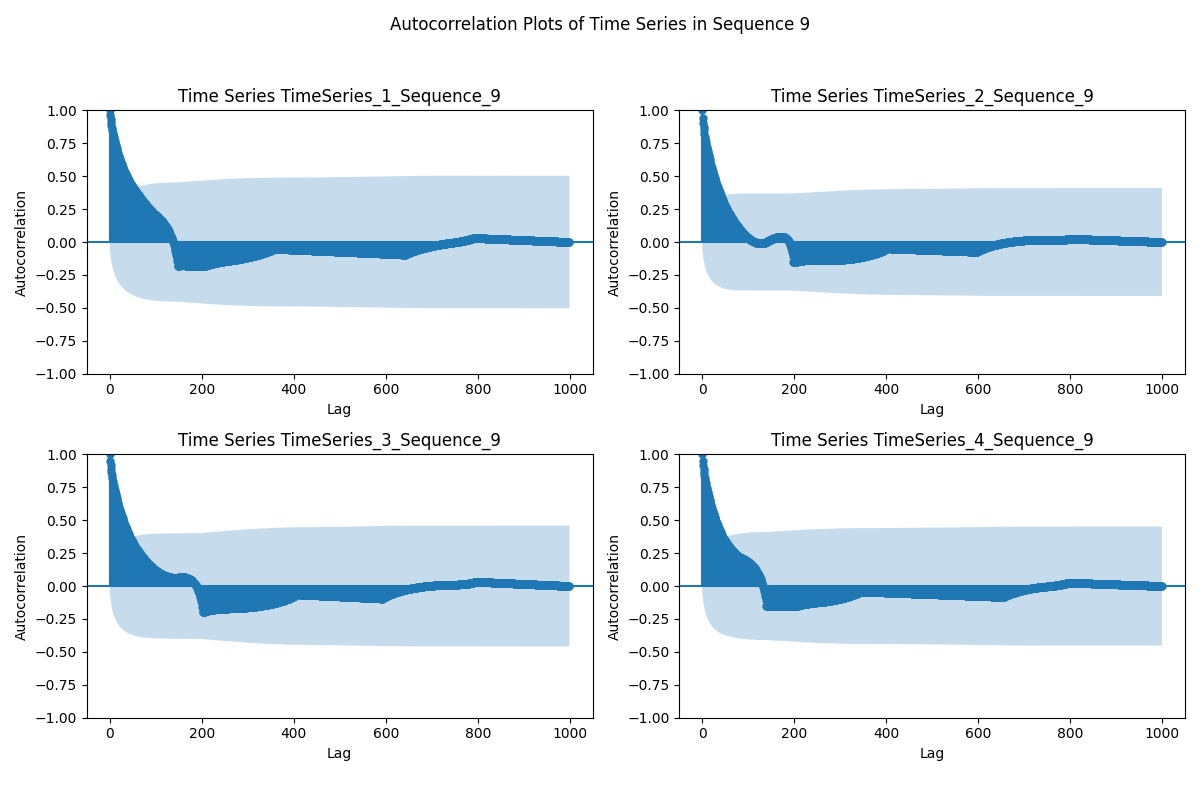 Autocorrelation Plots of Time Series in Sequence 9
Time Series TimeSeries_1_Sequence_9
Autocorrelation
1.00
0.75
0.50
0.25
0.00
−0.25
−0.50
−0.75
−1.00
0 200 400 600 800 1000
Lag
Time Series TimeSeries_2_Sequence_9
Autocorrelation
1.00
0.75
0.50
0.25
0.00
−0.25
−0.50
−0.75
−1.00
0 200 400 600 800 1000
Lag
Time Series TimeSeries_3_Sequence_9
Autocorrelation
1.00
0.75
0.50
0.25
0.00
−0.25
−0.50
−0.75
−1.00
0 200 400 600 800 1000
Lag
Time Series TimeSeries_4_Sequence_9
Autocorrelation
1.00
0.75
0.50
0.25
0.00
−0.25
−0.50
−0.75
−1.00
0 200 400 600 800 1000
Lag